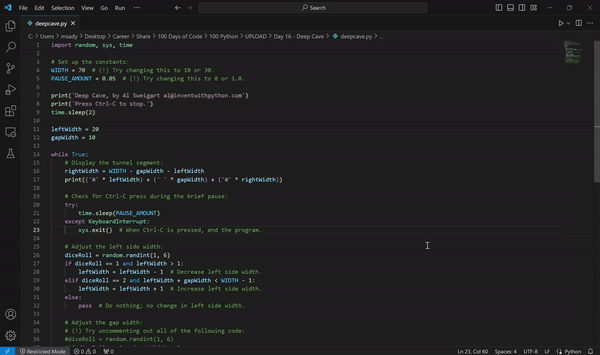 File Edit Selection View Go Run ...
Search
deepcave.py
C: > Users > msady > Desktop > Career > Share > 100 Days of Code > 100 Python > UPLOAD > Day 16 - Deep Cave > deepcave.py > ...
1 import random, sys, time
2
3 # Set up the constants:
4 WIDTH = 70 # (!) Try changing this to 10 or 30.
5 PAUSE_AMOUNT = 0.05 # (!) Try changing this to 0 or 1.0.
6
7 print('Deep Cave, by Al Sweigart al@inventwithpython.com')
8 print('Press Ctrl-C to stop.')
9 time.sleep(2)
10
11 leftWidth = 20
12 gapWidth = 10
13
14 while True:
15 # Display the tunnel segment:
16 rightWidth = WIDTH - gapWidth - leftWidth
17 print(('#' * leftWidth) + (' ' * gapWidth) + ('#' * rightWidth))
18
19 # Check for Ctrl-C press during the brief pause:
20 try:
21 time.sleep(PAUSE_AMOUNT)
22 except KeyboardInterrupt:
23 sys.exit() # When Ctrl-C is pressed, end the program.
24
25 # Adjust the left side width:
26 diceRoll = random.randint(1, 6)
27 if diceRoll == 1 and leftWidth > 1:
28 leftWidth = leftWidth - 1 # Decrease left side width.
29 elif diceRoll == 2 and leftWidth + gapWidth < WIDTH - 1:
30 leftWidth = leftWidth + 1 # Increase left side width.
31 else:
32 pass # Do nothing; no change in left side width.
33
34 # Adjust the gap width:
35 # (!) Try uncommenting out all of the following code:
36 #diceRoll = random.randint(1, 6)
Restricted Mode 0 0 0 Ln 23, Col 60 Spaces: 4 UTF-8 LF Python